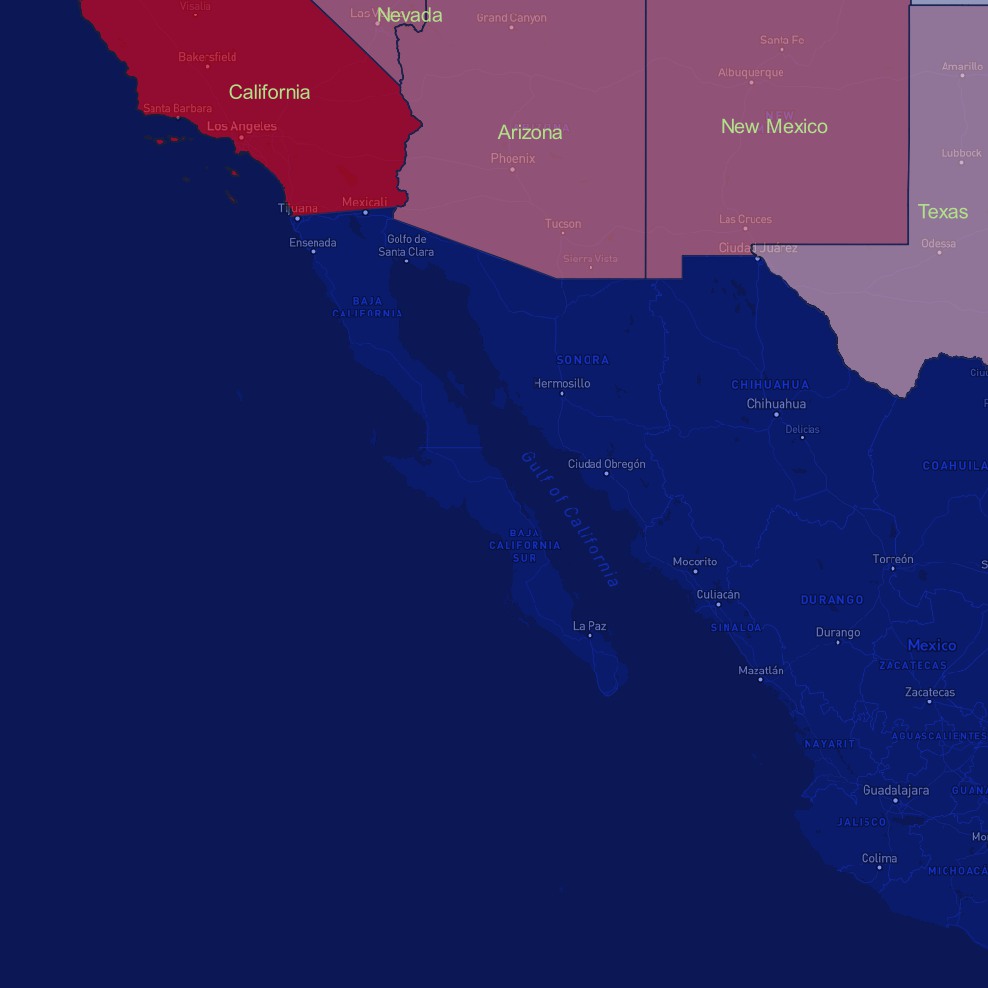 Visalia
Nevada
Grand Canyon
Santa Fe
Bakersfield
Albuquerque
Amarillo
California
Santa Barbara
Los Angeles
Arizona
New Mexico
Phoenix
Lubbock
Tijuana
Mexicali
Texas
Las Cruces
Tucson
Ensenada
Golfo de
Santa Clara
Ciudad Juárez
Odessa
Sierra Vista
BAJA
CALIFORNIA
SONORA
Hermosillo
CHIHUAHUA
Chihuahua
Delicias
Gulf of California
Ciudad Obregón
COAHUILA
BAJA
CALIFORNIA
SUR
Mocorito
Torreón
Culiacán
DURANGO
La Paz
SINALOA
Durango
Mexico
ZACATECAS
Mazatlán
Zacatecas
NAYARIT
AGUASCALIENTES
Guadalajara
GUANA
JALISCO
Colima
MICHOACÁ